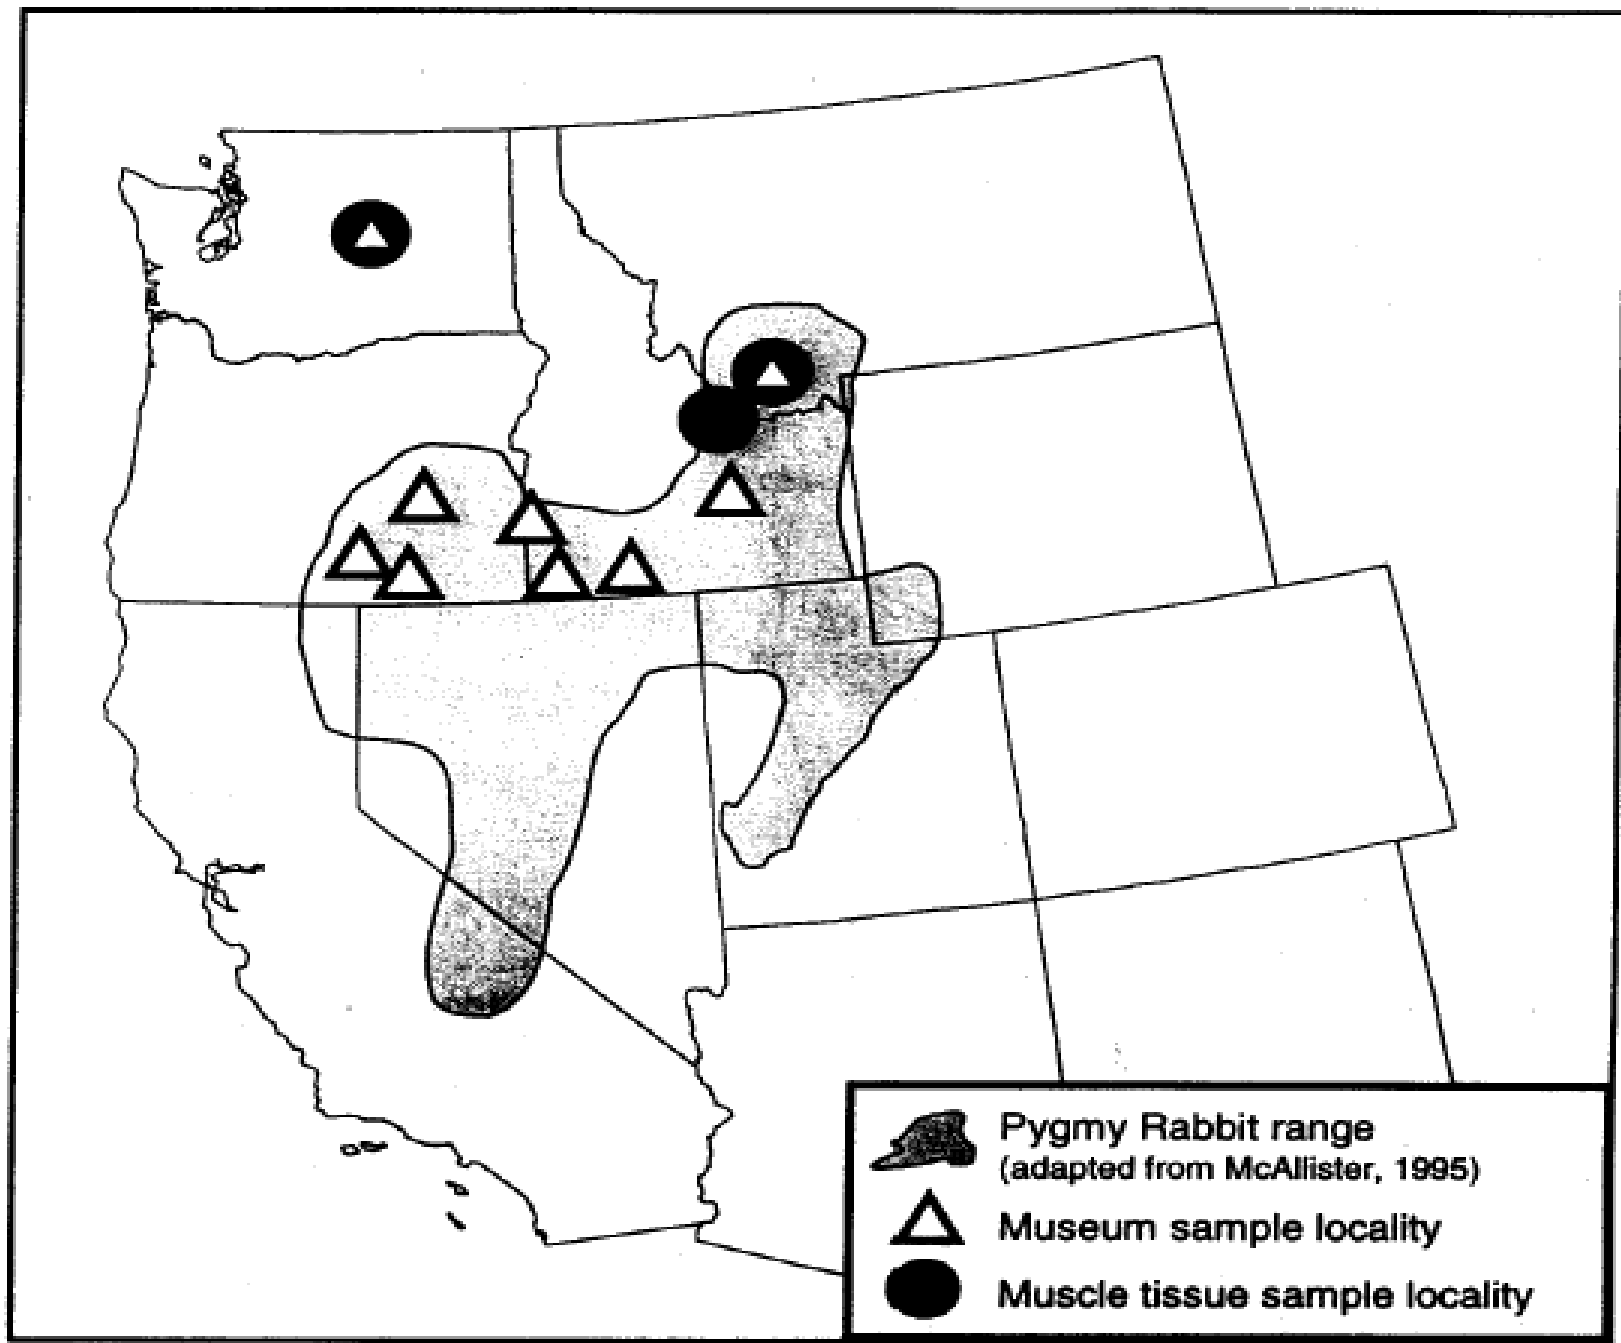 Pygmy Rabbit range
(adapted from McAllister, 1995)
Museum sample locality
Muscle tissue sample locality